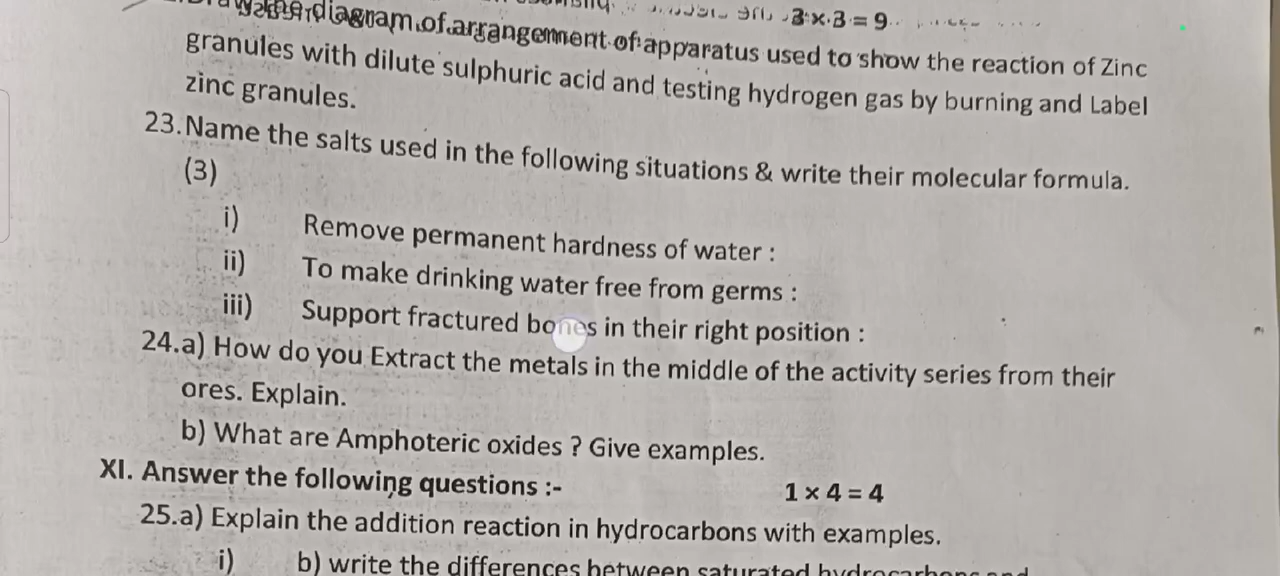 3 x 3 = 9
diagram of arrangement of apparatus used to show the reaction of Zinc
granules with dilute sulphuric acid and testing hydrogen gas by burning and Label
zinc granules.
23. Name the salts used in the following situations & write their molecular formula.
(3)
i) Remove permanent hardness of water :
ii) To make drinking water free from germs :
iii) Support fractured bones in their right position :
24.a) How do you Extract the metals in the middle of the activity series from their
ores. Explain.
b) What are Amphoteric oxides ? Give examples.
XI. Answer the following questions :- 1 x 4 = 4
25.a) Explain the addition reaction in hydrocarbons with examples.
i) b) write the differences between saturated hydrocarbons and